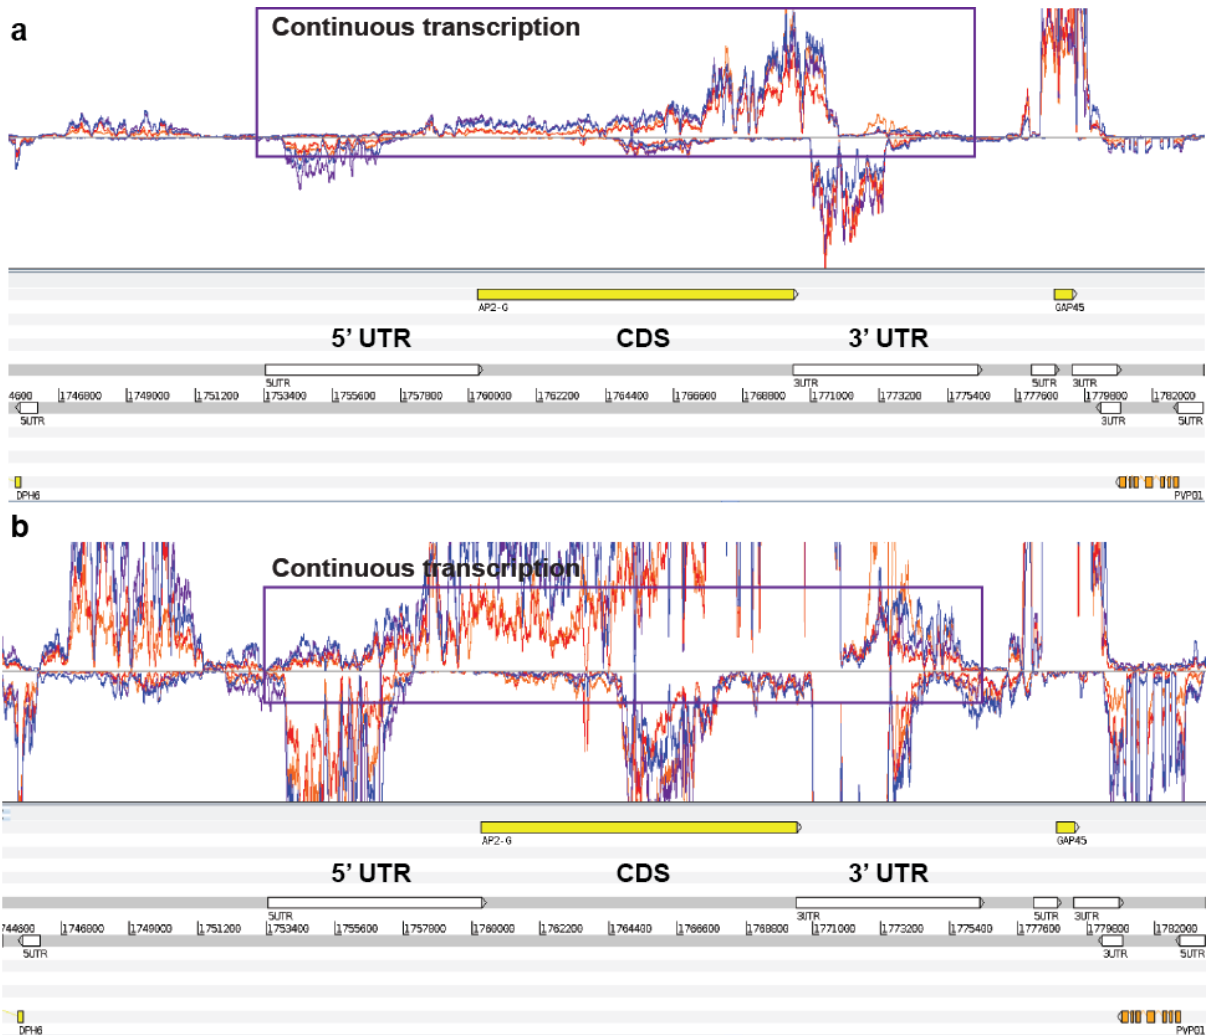 a
Continuous transcription
AP2-G
GAP45
5' UTR CDS 3' UTR
5UTR 3UTR 5UTR 3UTR
4600 1746800 1749000 1751200 1753400 1755600 1757800 1760000 1762200 1764400 1766600 1768800 1771000 1773200 1775400 1777600 1779800 1782000
5UTR 3UTR 5UTR
DPH6 PVP01
b
Continuous transcription
AP2-G
GAP45
5' UTR CDS 3' UTR
5UTR 3UTR 5UTR 3UTR
744600 1746800 1749000 1751200 1753400 1755600 1757800 1760000 1762200 1764400 1766600 1768800 1771000 1773200 1775400 1777600 1779800 1782000
5UTR 3UTR 5UTR
DPH6 PVP01